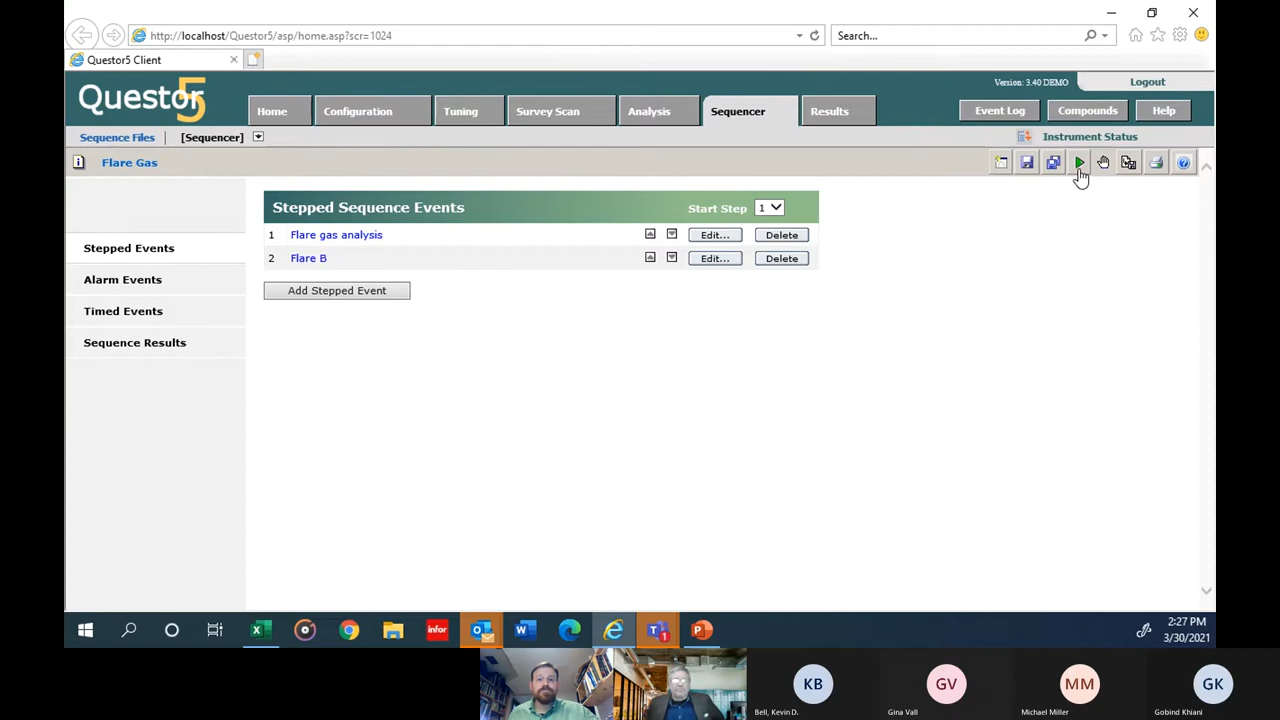 http://localhost/Questor5/asp/home.asp?scr=1024
Search...
Questor5 Client
Version: 3.40 DEMO
Logout
Questor5
Home
Configuration
Tuning
Survey Scan
Analysis
Sequencer
Results
Event Log
Compounds
Help
Sequence Files
[Sequencer]
Instrument Status
Flare Gas
Stepped Sequence Events
Start Step 1
1 Flare gas analysis Edit... Delete
2 Flare B Edit... Delete
Add Stepped Event
Stepped Events
Alarm Events
Timed Events
Sequence Results
infor
1
2:27 PM
3/30/2021
KB
GV
MM
GK
Bell, Kevin D.
Gina Vall
Michael Miller
Gobind Khiani